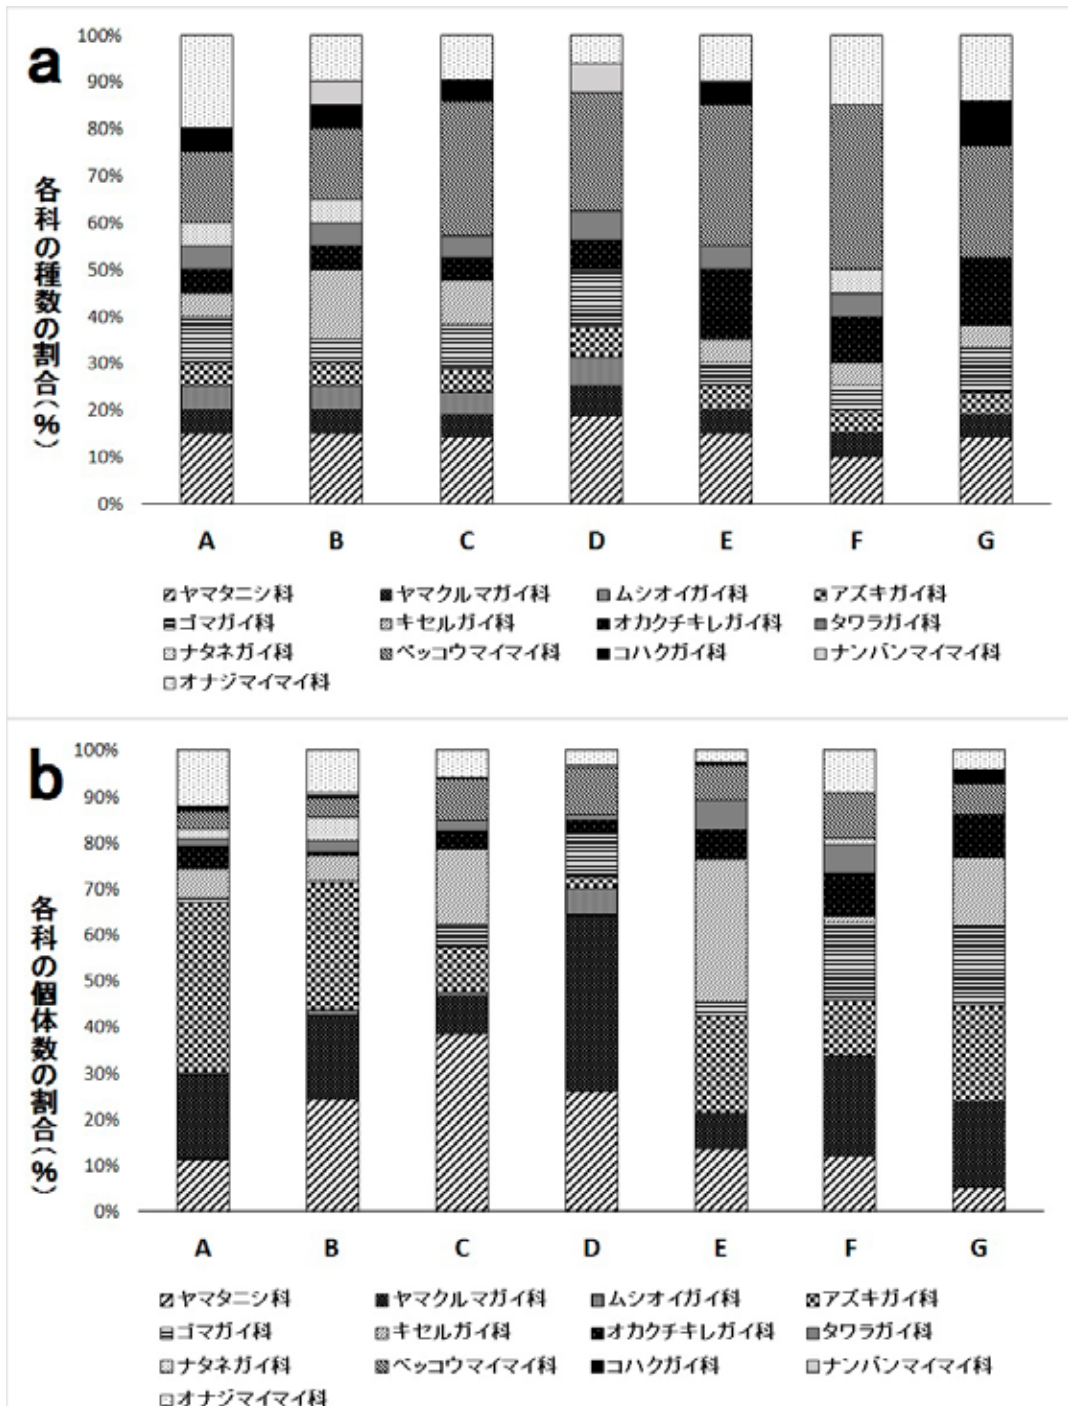 a
各科の種数の割合(%)
100%
90%
80%
70%
60%
50%
40%
30%
20%
10%
0%
A B C D E F G
ヤマタニシ科 ヤマクルマガイ科 ムシオイガイ科 アズキガイ科
ゴマガイ科 キセルガイ科 オカクチキレガイ科 タワラガイ科
ナタネガイ科 ベッコウマイマイ科 コハクガイ科 ナンバンマイマイ科
オナジマイマイ科
b
各科の個体数の割合(%)
100%
90%
80%
70%
60%
50%
40%
30%
20%
10%
0%
A B C D E F G
ヤマタニシ科 ヤマクルマガイ科 ムシオイガイ科 アズキガイ科
ゴマガイ科 キセルガイ科 オカクチキレガイ科 タワラガイ科
ナタネガイ科 ベッコウマイマイ科 コハクガイ科 ナンバンマイマイ科
オナジマイマイ科